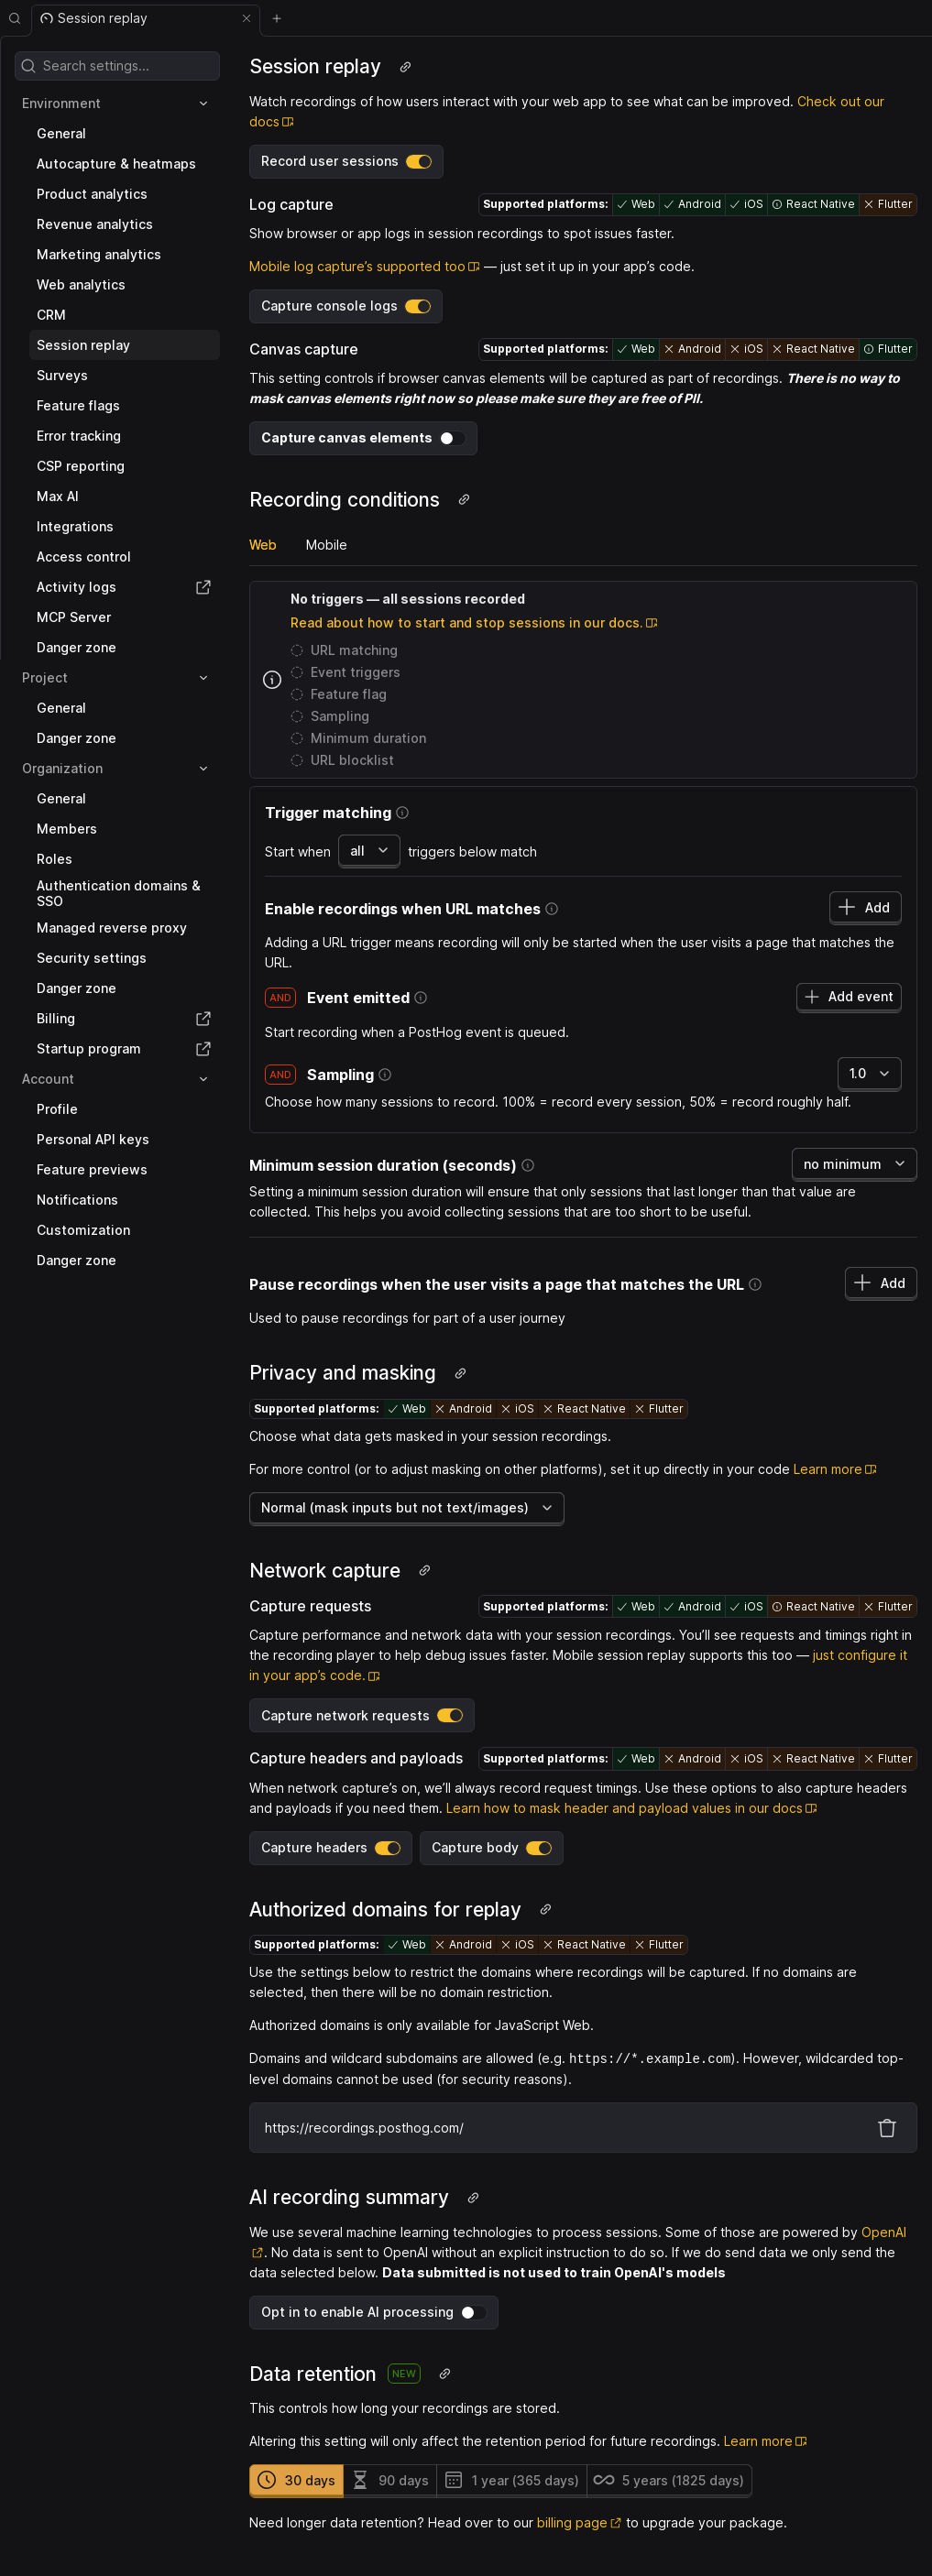 Session replay
Search settings...
Environment
General
Autocapture & heatmaps
Product analytics
Revenue analytics
Marketing analytics
Web analytics
CRM
Session replay
Surveys
Feature flags
Error tracking
CSP reporting
Max AI
Integrations
Access control
Activity logs
MCP Server
Danger zone
Project
General
Danger zone
Organization
General
Members
Roles
Authentication domains &
SSO
Managed reverse proxy
Security settings
Danger zone
Billing
Startup program
Account
Profile
Personal API keys
Feature previews
Notifications
Customization
Danger zone
Session replay
Watch recordings of how users interact with your web app to see what can be improved. Check out our
docs
Record user sessions
Log capture
Supported platforms: Web Android iOS React Native Flutter
Show browser or app logs in session recordings to spot issues faster.
Mobile log capture’s supported too — just set it up in your app’s code.
Capture console logs
Canvas capture
Supported platforms: Web Android iOS React Native Flutter
This setting controls if browser canvas elements will be captured as part of recordings. There is no way to
mask canvas elements right now so please make sure they are free of PII.
Capture canvas elements
Recording conditions
Web Mobile
No triggers — all sessions recorded
Read about how to start and stop sessions in our docs.
URL matching
Event triggers
Feature flag
Sampling
Minimum duration
URL blocklist
Trigger matching
Start when all triggers below match
Enable recordings when URL matches
Add
Adding a URL trigger means recording will only be started when the user visits a page that matches the
URL.
AND Event emitted
Add event
Start recording when a PostHog event is queued.
AND Sampling
1.0
Choose how many sessions to record. 100% = record every session, 50% = record roughly half.
Minimum session duration (seconds)
no minimum
Setting a minimum session duration will ensure that only sessions that last longer than that value are
collected. This helps you avoid collecting sessions that are too short to be useful.
Pause recordings when the user visits a page that matches the URL
Add
Used to pause recordings for part of a user journey
Privacy and masking
Supported platforms: Web Android iOS React Native Flutter
Choose what data gets masked in your session recordings.
For more control (or to adjust masking on other platforms), set it up directly in your code Learn more
Normal (mask inputs but not text/images)
Network capture
Capture requests
Supported platforms: Web Android iOS React Native Flutter
Capture performance and network data with your session recordings. You’ll see requests and timings right in
the recording player to help debug issues faster. Mobile session replay supports this too — just configure it
in your app’s code.
Capture network requests
Capture headers and payloads
Supported platforms: Web Android iOS React Native Flutter
When network capture’s on, we’ll always record request timings. Use these options to also capture headers
and payloads if you need them. Learn how to mask header and payload values in our docs
Capture headers Capture body
Authorized domains for replay
Supported platforms: Web Android iOS React Native Flutter
Use the settings below to restrict the domains where recordings will be captured. If no domains are
selected, then there will be no domain restriction.
Authorized domains is only available for JavaScript Web.
Domains and wildcard subdomains are allowed (e.g. https://*.example.com). However, wildcarded top-
level domains cannot be used (for security reasons).
https://recordings.posthog.com/
AI recording summary
We use several machine learning technologies to process sessions. Some of those are powered by OpenAI
. No data is sent to OpenAI without an explicit instruction to do so. If we do send data we only send the
data selected below. Data submitted is not used to train OpenAI's models
Opt in to enable AI processing
Data retention NEW
This controls how long your recordings are stored.
Altering this setting will only affect the retention period for future recordings. Learn more
30 days 90 days 1 year (365 days) 5 years (1825 days)
Need longer data retention? Head over to our billing page to upgrade your package.